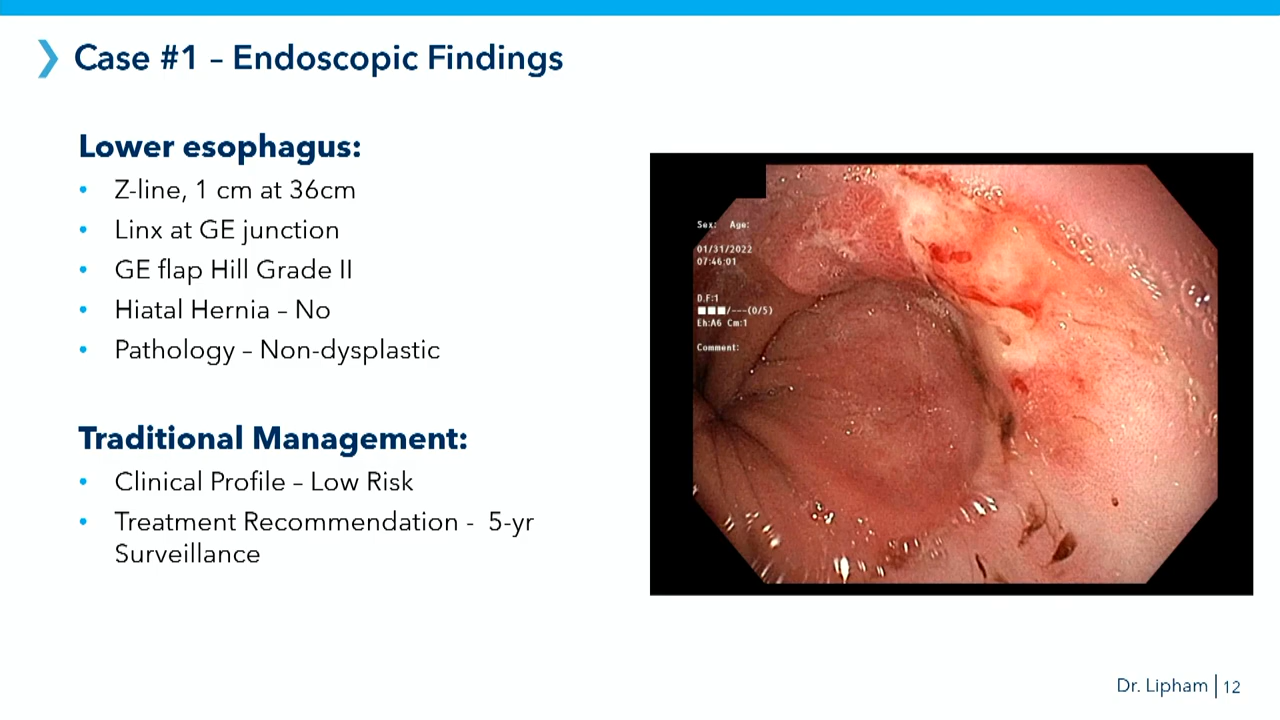 Case #1 – Endoscopic Findings
Lower esophagus:
• Z-line, 1 cm at 36cm
• Linx at GE junction
• GE flap Hill Grade II
• Hiatal Hernia – No
• Pathology – Non-dysplastic
Traditional Management:
• Clinical Profile – Low Risk
• Treatment Recommendation - 5-yr
Surveillance
Sex: Age:
01/31/2022
07:46:01
D.F:1
■■■/---(0/5)
Eh:A6 Cm:1
Comment:
Dr. Lipham | 12